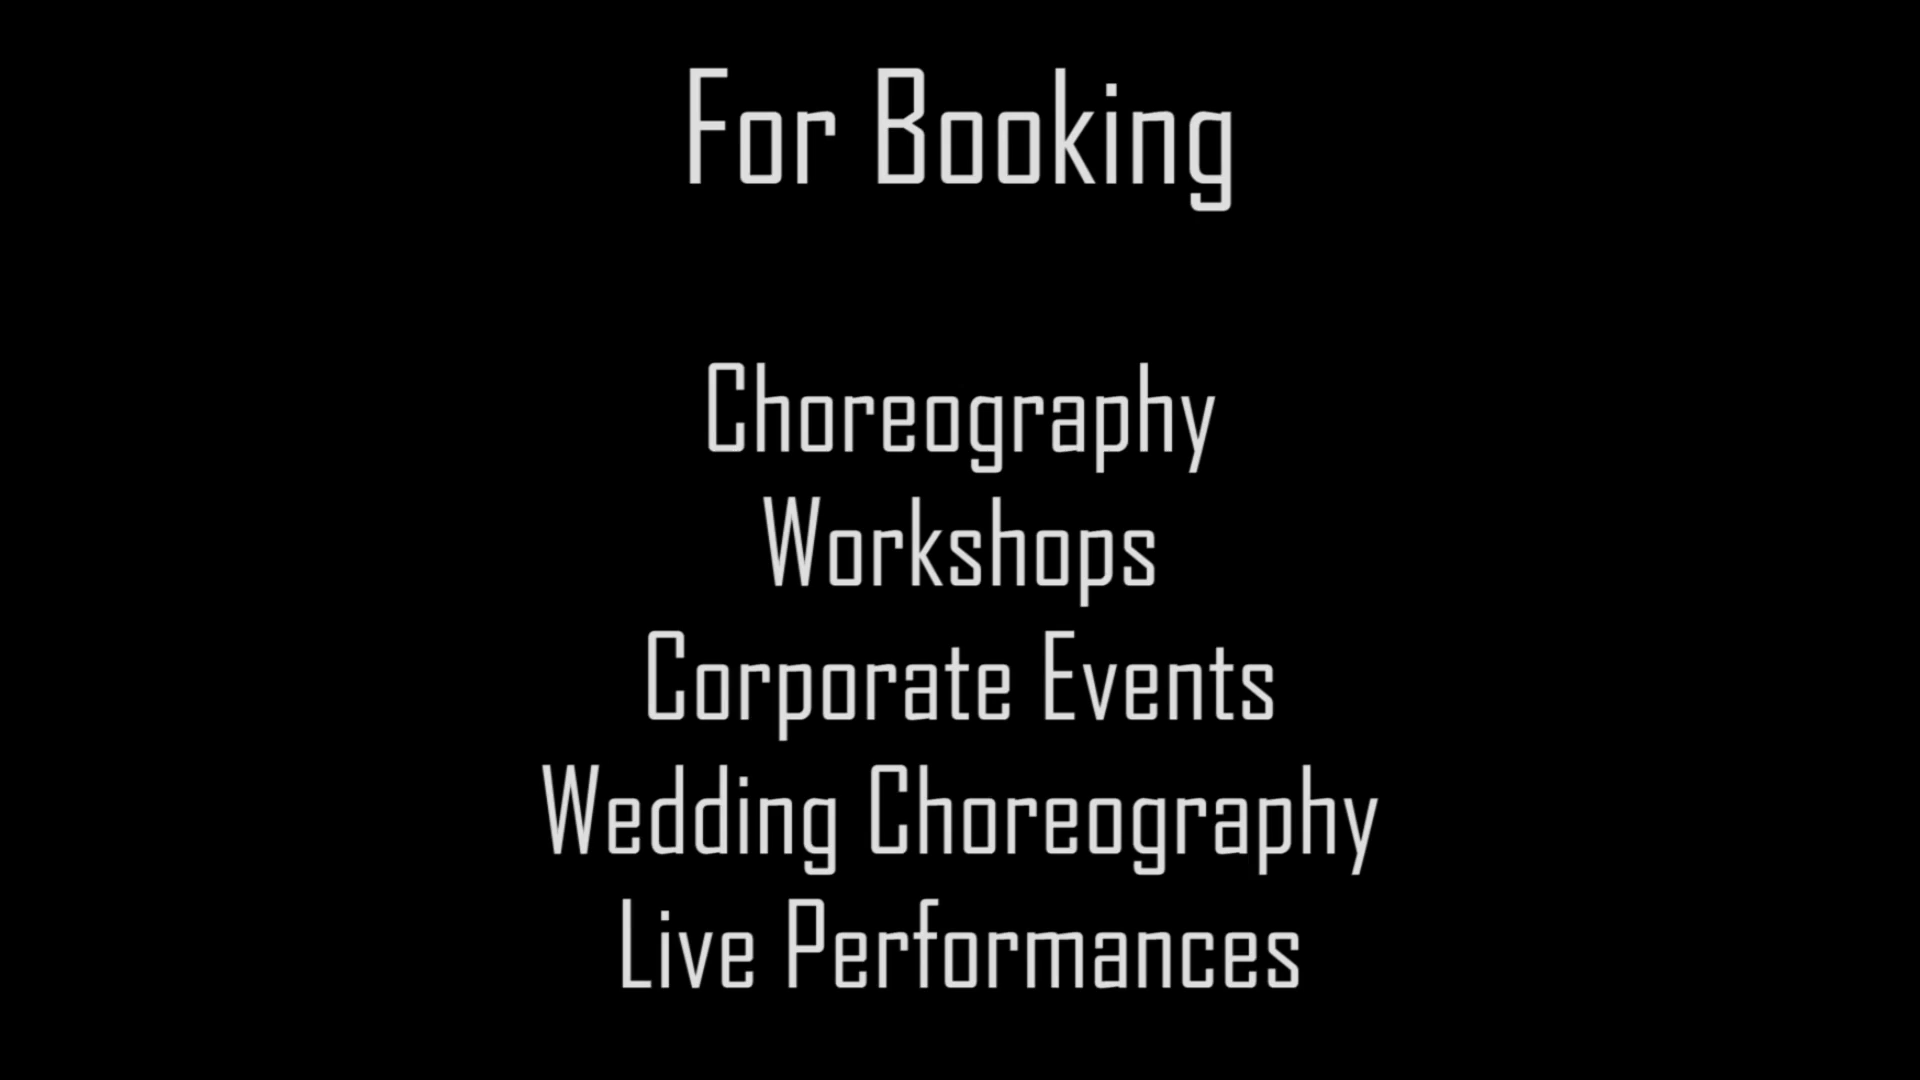 For Booking
Choreography
Workshops
Corporate Events
Wedding Choreography
Live Performances